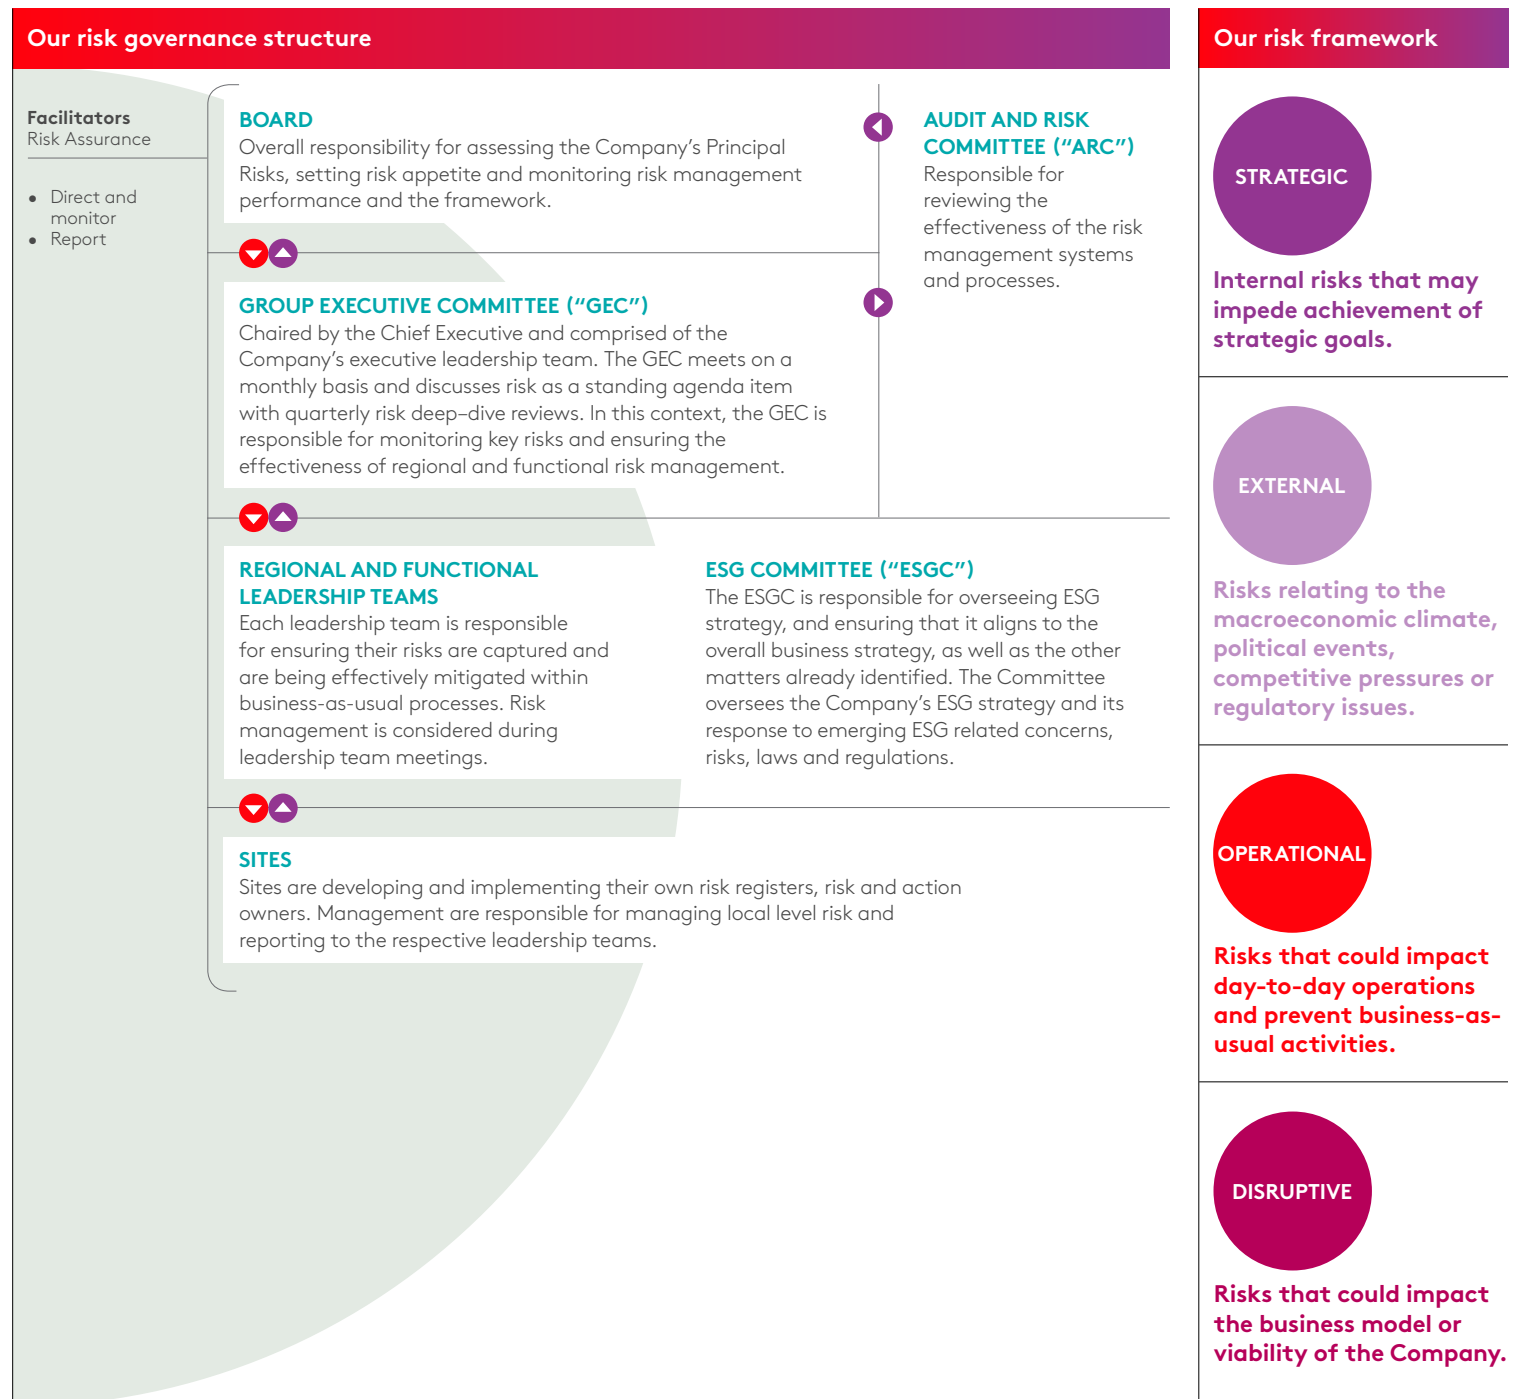 Our risk governance structure
Facilitators
Risk Assurance
• Direct and
monitor
• Report
BOARD
Overall responsibility for assessing the Company’s Principal
Risks, setting risk appetite and monitoring risk management
performance and the framework.
AUDIT AND RISK
COMMITTEE (“ARC”)
Responsible for
reviewing the
effectiveness of the risk
management systems
and processes.
GROUP EXECUTIVE COMMITTEE (“GEC”)
Chaired by the Chief Executive and comprised of the
Company’s executive leadership team. The GEC meets on a
monthly basis and discusses risk as a standing agenda item
with quarterly risk deep–dive reviews. In this context, the GEC is
responsible for monitoring key risks and ensuring the
effectiveness of regional and functional risk management.
REGIONAL AND FUNCTIONAL
LEADERSHIP TEAMS
Each leadership team is responsible
for ensuring their risks are captured and
are being effectively mitigated within
business-as-usual processes. Risk
management is considered during
leadership team meetings.
ESG COMMITTEE (“ESGC”)
The ESGC is responsible for overseeing ESG
strategy, and ensuring that it aligns to the
overall business strategy, as well as the other
matters already identified. The Committee
oversees the Company’s ESG strategy and its
response to emerging ESG related concerns,
risks, laws and regulations.
SITES
Sites are developing and implementing their own risk registers, risk and action
owners. Management are responsible for managing local level risk and
reporting to the respective leadership teams.
Our risk framework
STRATEGIC
Internal risks that may
impede achievement of
strategic goals.
EXTERNAL
Risks relating to the
macroeconomic climate,
political events,
competitive pressures or
regulatory issues.
OPERATIONAL
Risks that could impact
day-to-day operations
and prevent business-as-
usual activities.
DISRUPTIVE
Risks that could impact
the business model or
viability of the Company.